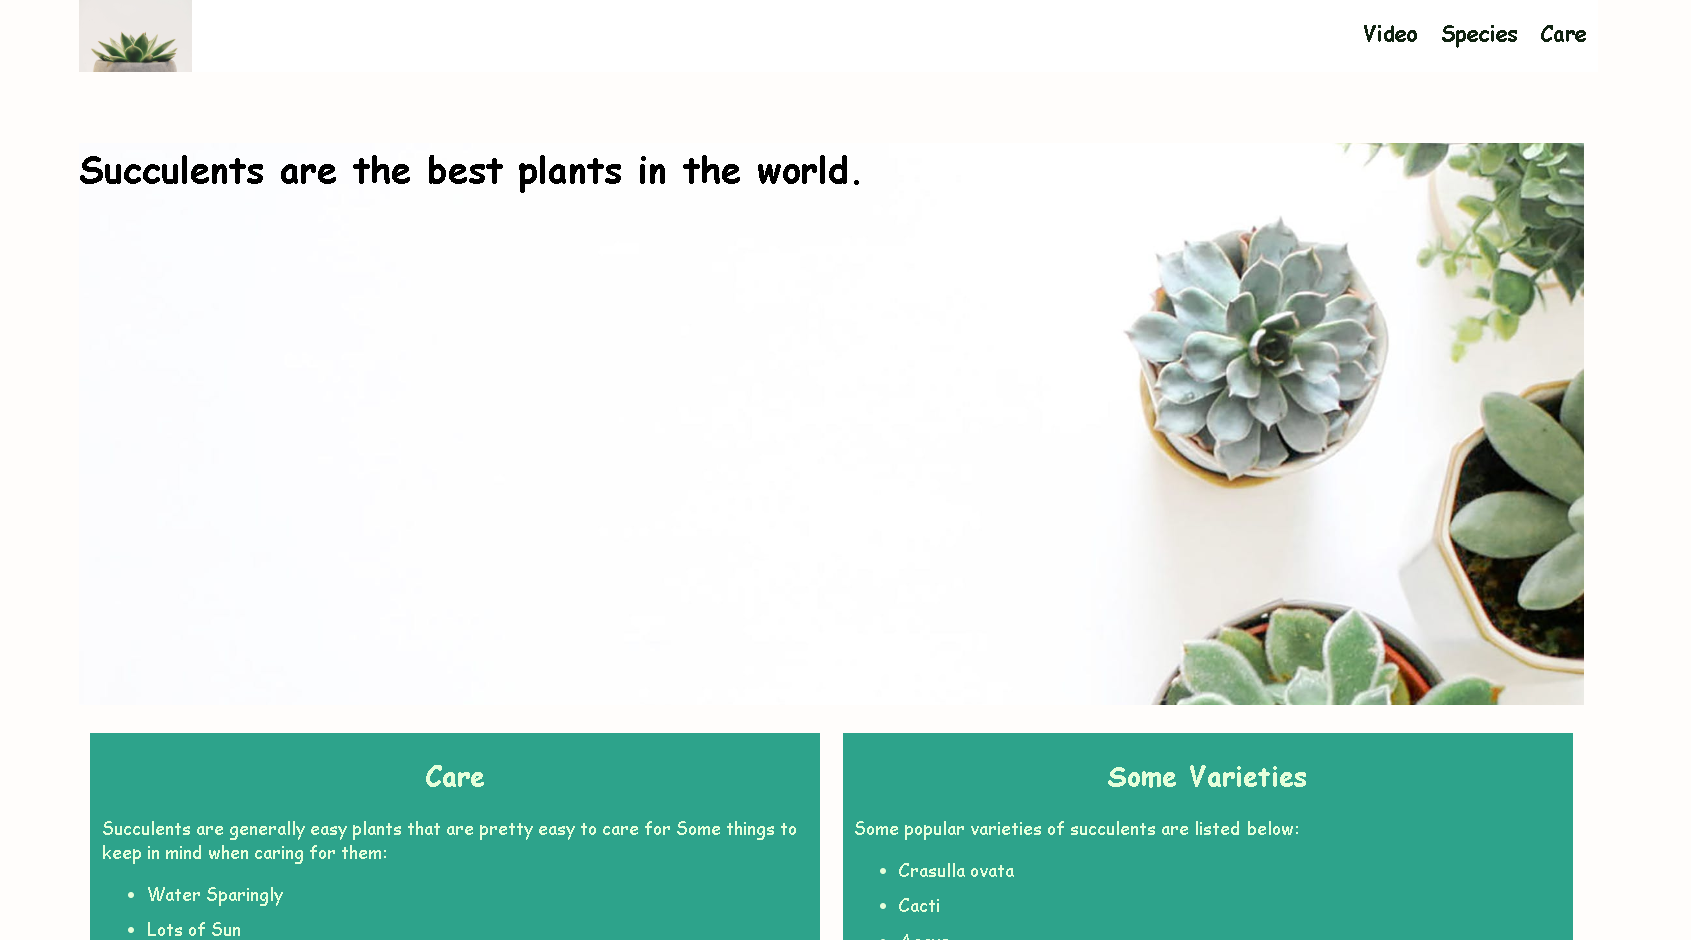 Video Species Care
Succulents are the best plants in the world.
Care
Succulents are generally easy plants that are pretty easy to care for Some things to
keep in mind when caring for them:
Water Sparingly
Lots of Sun
Some Varieties
Some popular varieties of succulents are listed below:
Crasulla ovata
Cacti